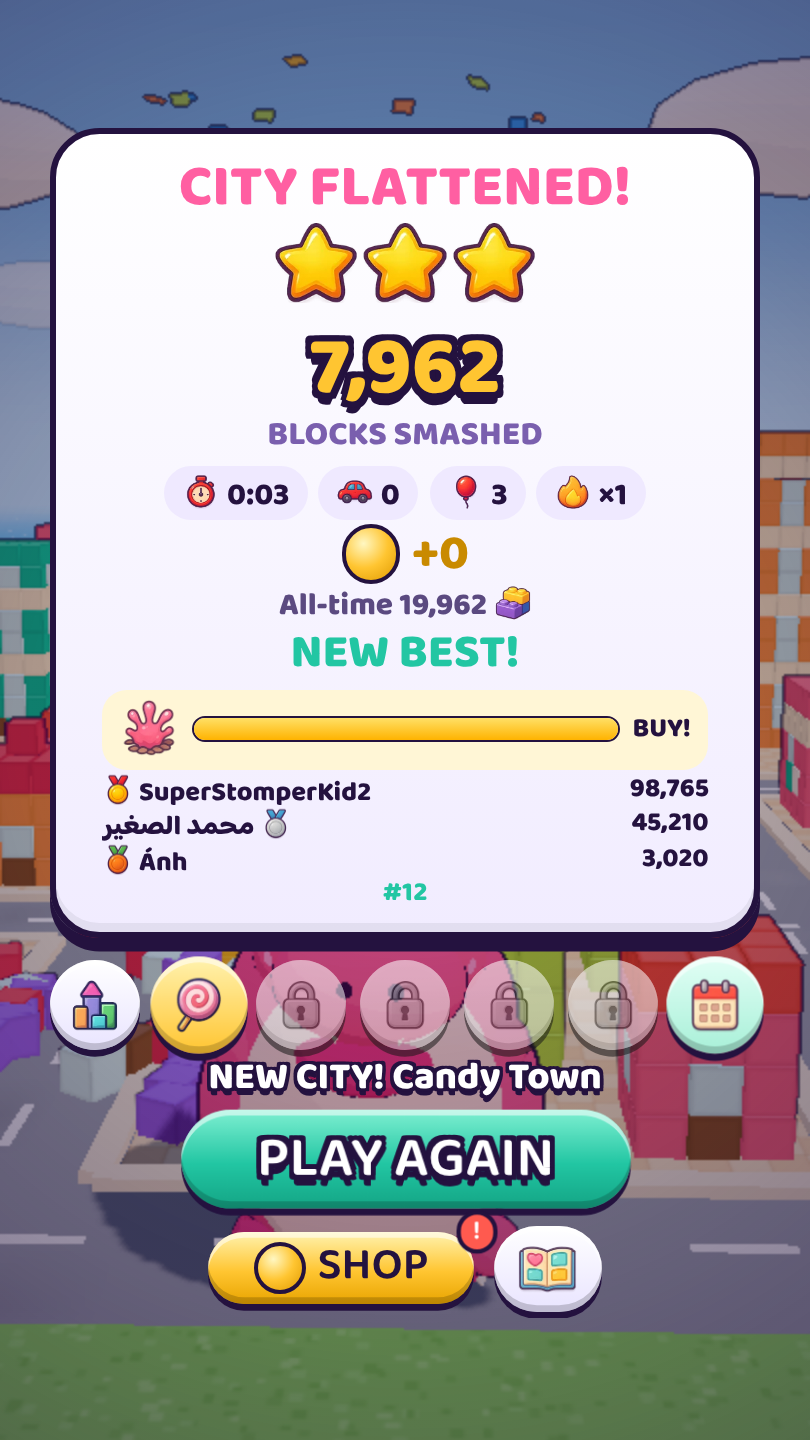 CITY FLATTENED!
7,962
BLOCKS SMASHED
0:03 0 3 ×1
+0
All-time 19,962
NEW BEST!
BUY!
SuperStomperKid2 98,765
محمد الصغير 45,210
Ánh 3,020
#12
NEW CITY! Candy Town
PLAY AGAIN
!
SHOP